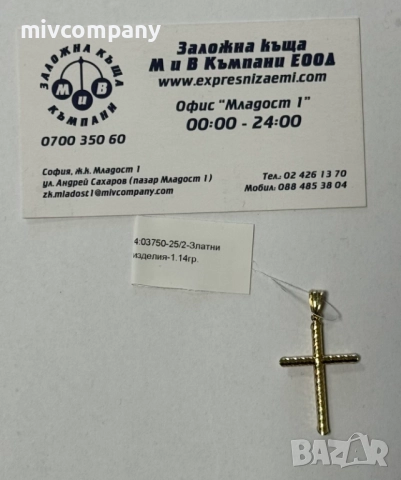 mivcompany
Заложна къща
М и В Къмпани ЕООД
www.expresnizaemi.com
ЗАЛОЖНА КЪЩА
М и В
КЪМПАНИ
Офис "Младост 1"
00:00 - 24:00
0700 350 60
София, ж.к. Младост 1
ул. Андрей Сахаров (пазар Младост 1)
zk.mladost1@mivcompany.com
Тел.: 02 426 13 70
Мобил.: 088 485 38 04
4:03750-25/2-Златни
изделия-1.14гр.
BAZAR